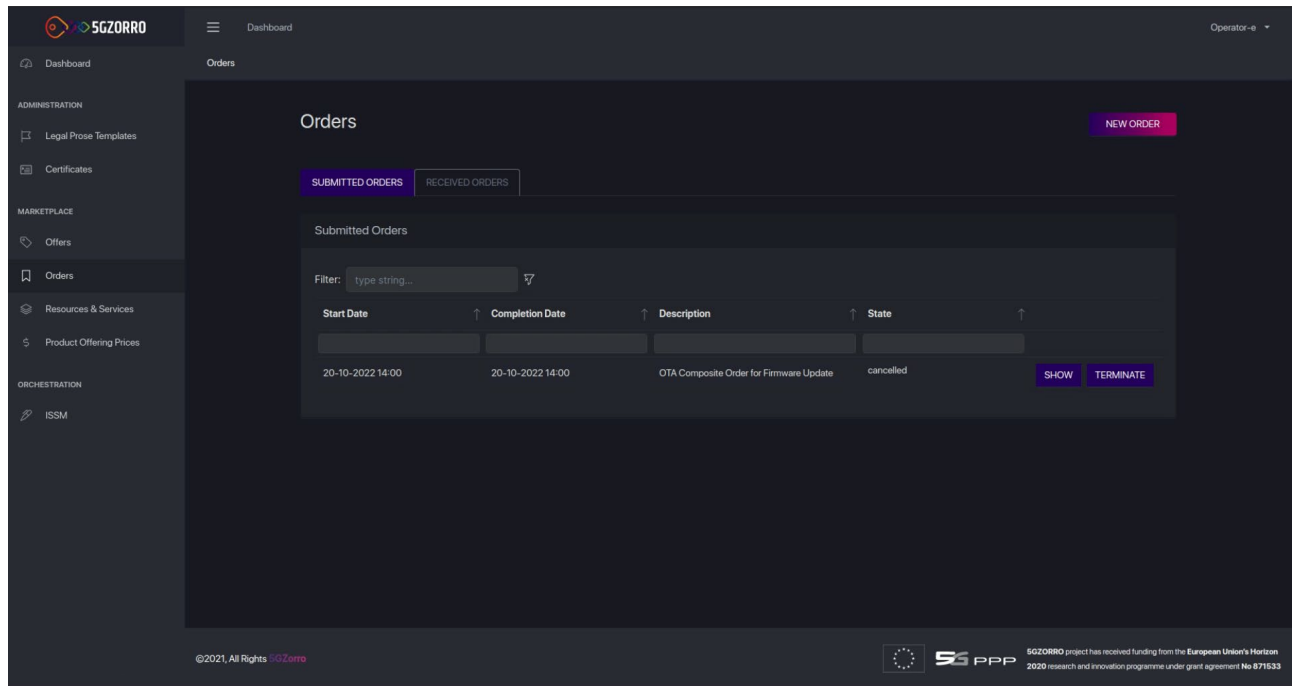 5GZORRO
Dashboard
Operator-e
Dashboard
Orders
ADMINISTRATION
Legal Prose Templates
Certificates
MARKETPLACE
Offers
Orders
Resources & Services
Product Offering Prices
ORCHESTRATION
ISSM
Orders
NEW ORDER
SUBMITTED ORDERS
RECEIVED ORDERS
Submitted Orders
Filter: type string...
Start Date Completion Date Description State
20-10-2022 14:00 20-10-2022 14:00 OTA Composite Order for Firmware Update cancelled SHOW TERMINATE
©2021, All Rights 5GZorro
5G PPP
5GZORRO project has received funding from the European Union's Horizon
2020 research and innovation programme under grant agreement No 871533